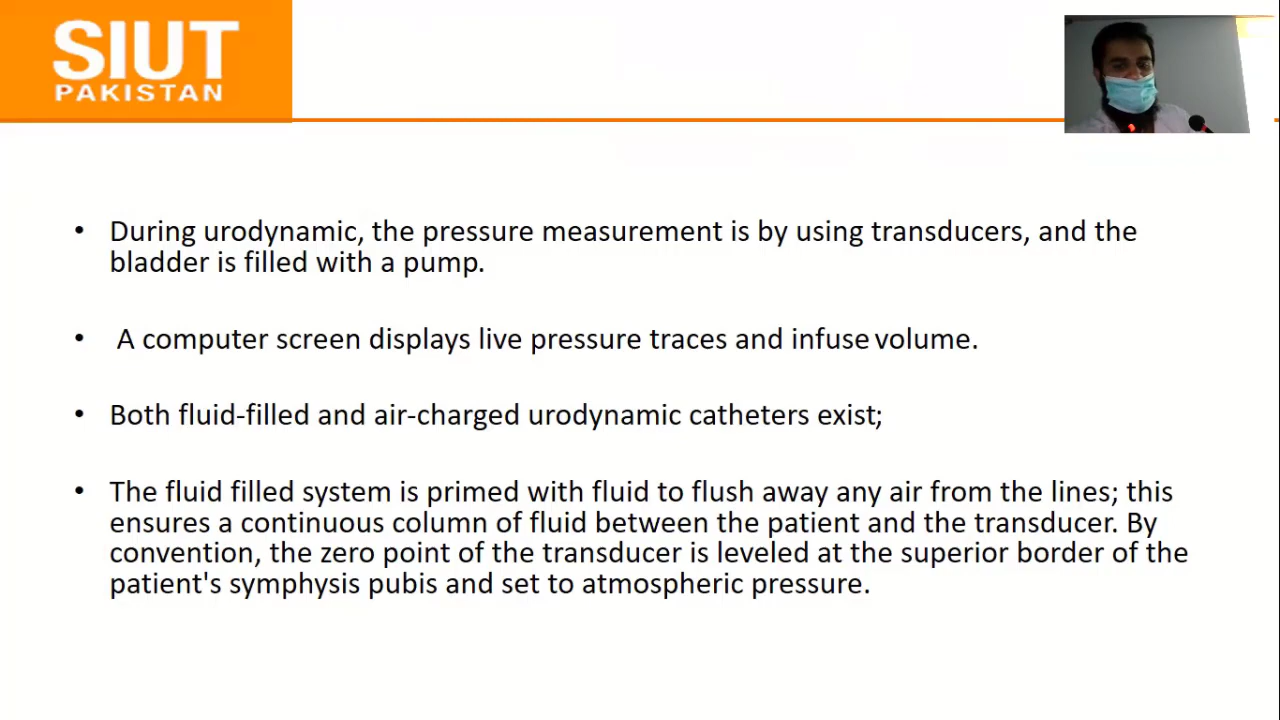 SIUT
PAKISTAN
• During urodynamic, the pressure measurement is by using transducers, and the
bladder is filled with a pump.
• A computer screen displays live pressure traces and infuse volume.
• Both fluid-filled and air-charged urodynamic catheters exist;
• The fluid filled system is primed with fluid to flush away any air from the lines; this
ensures a continuous column of fluid between the patient and the transducer. By
convention, the zero point of the transducer is leveled at the superior border of the
patient's symphysis pubis and set to atmospheric pressure.